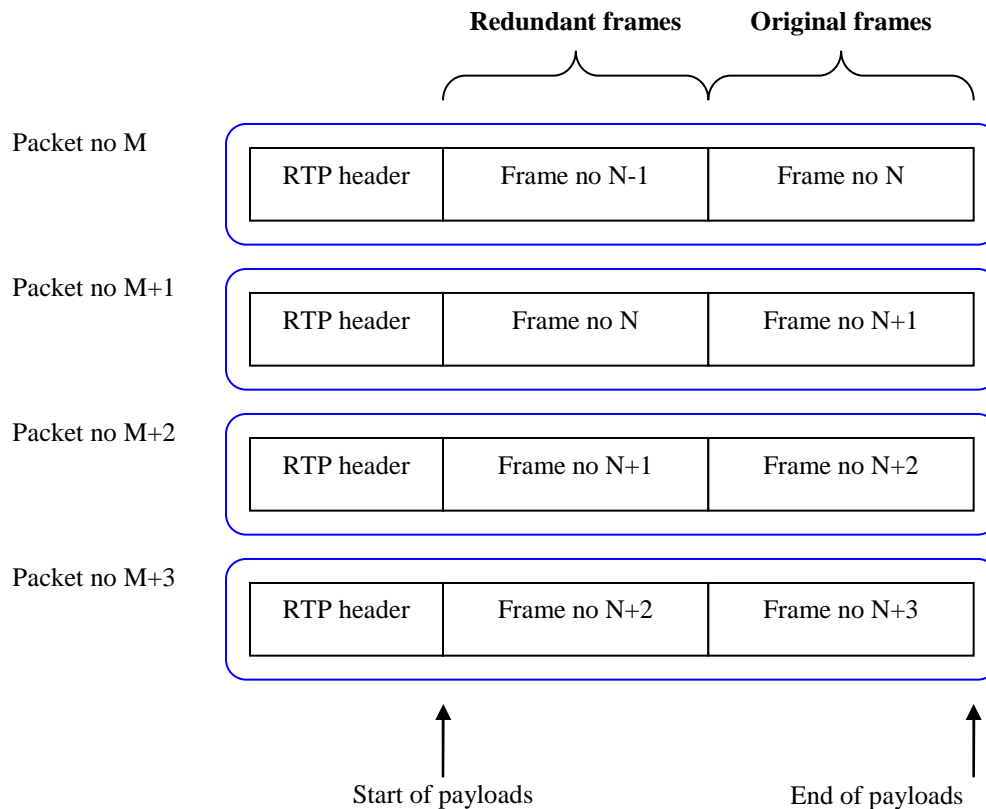 Redundant frames Original frames
Packet no M
RTP header Frame no N-1 Frame no N
Packet no M+1
RTP header Frame no N Frame no N+1
Packet no M+2
RTP header Frame no N+1 Frame no N+2
Packet no M+3
RTP header Frame no N+2 Frame no N+3
Start of payloads End of payloads